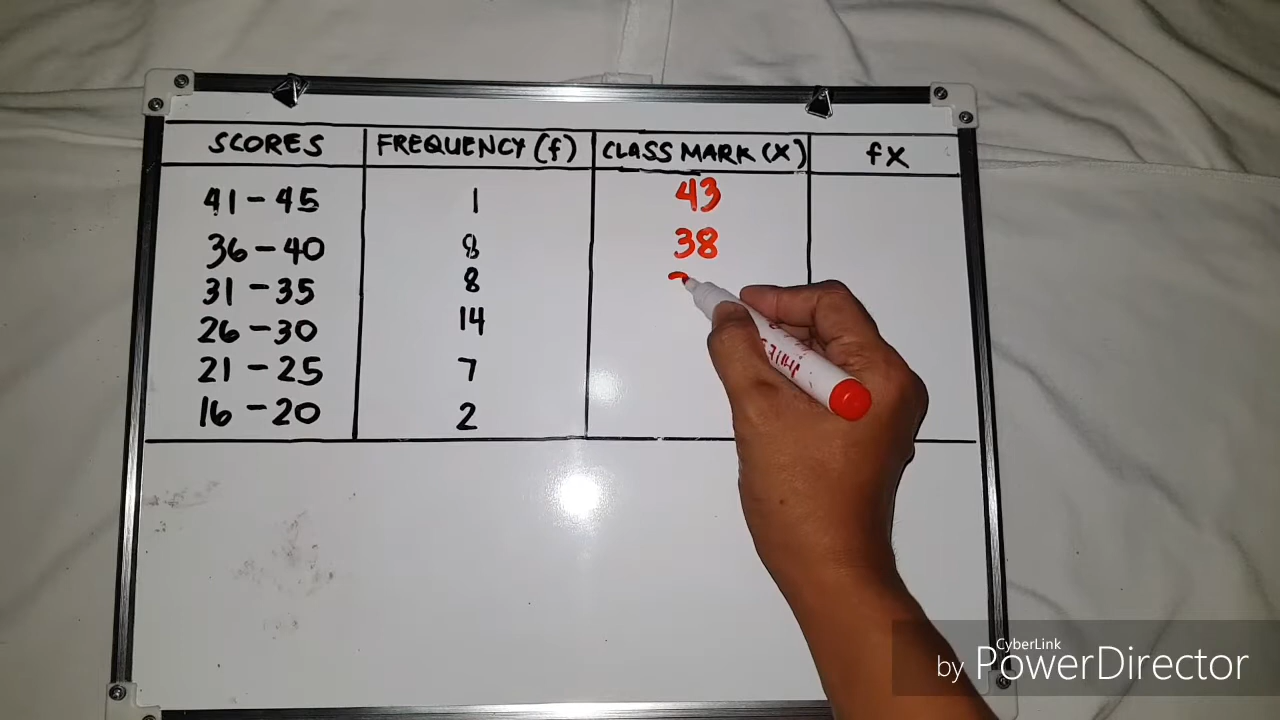 SCORES FREQUENCY (f) CLASS MARK (X) fX
41 - 45 1 43
36 - 40 8 38
31 - 35 8
26 - 30 14
21 - 25 7
16 - 20 2
CyberLink
by PowerDirector